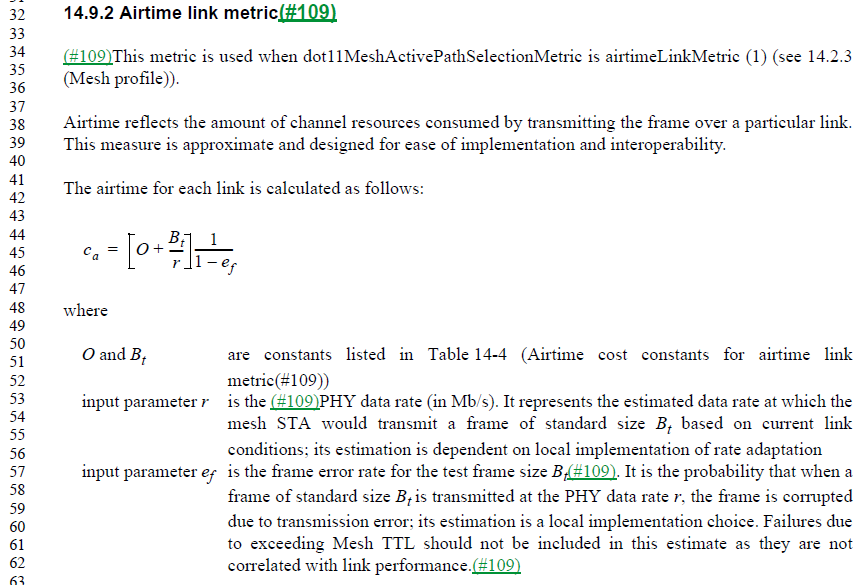 32 14.9.2 Airtime link metric(#109)
33
34 (#109)This metric is used when dot11MeshActivePathSelectionMetric is airtimeLinkMetric (1) (see 14.2.3
35 (Mesh profile)).
36
37
38 Airtime reflects the amount of channel resources consumed by transmitting the frame over a particular link.
39 This measure is approximate and designed for ease of implementation and interoperability.
40
41 The airtime for each link is calculated as follows:
42
43
44
45 c_a = [O + B_t/r] 1/(1 – e_f)
46
47
48 where
49
50 O and B_t are constants listed in Table 14-4 (Airtime cost constants for airtime link
51
52 metric(#109))
53 input parameter r is the (#109)PHY data rate (in Mb/s). It represents the estimated data rate at which the
54 mesh STA would transmit a frame of standard size B_t based on current link
55
56 conditions; its estimation is dependent on local implementation of rate adaptation
57 input parameter e_f is the frame error rate for the test frame size B_t(#109). It is the probability that when a
58 frame of standard size B_t is transmitted at the PHY data rate r, the frame is corrupted
59
60 due to transmission error; its estimation is a local implementation choice. Failures due
61 to exceeding Mesh TTL should not be included in this estimate as they are not
62 correlated with link performance.(#109)
63